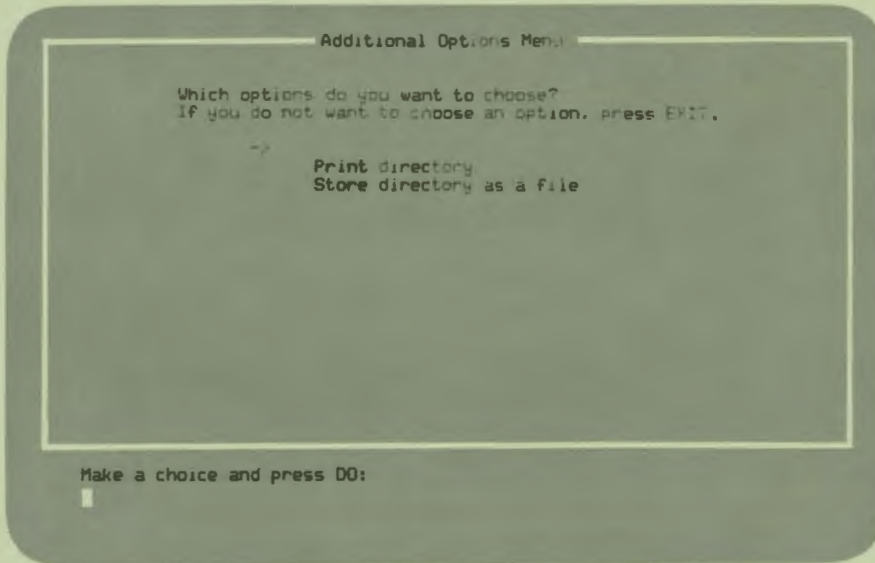 Additional Options Menu
Which options do you want to choose?
If you do not want to choose an option, press EXIT.
->
Print directory
Store directory as a file
Make a choice and press DO: